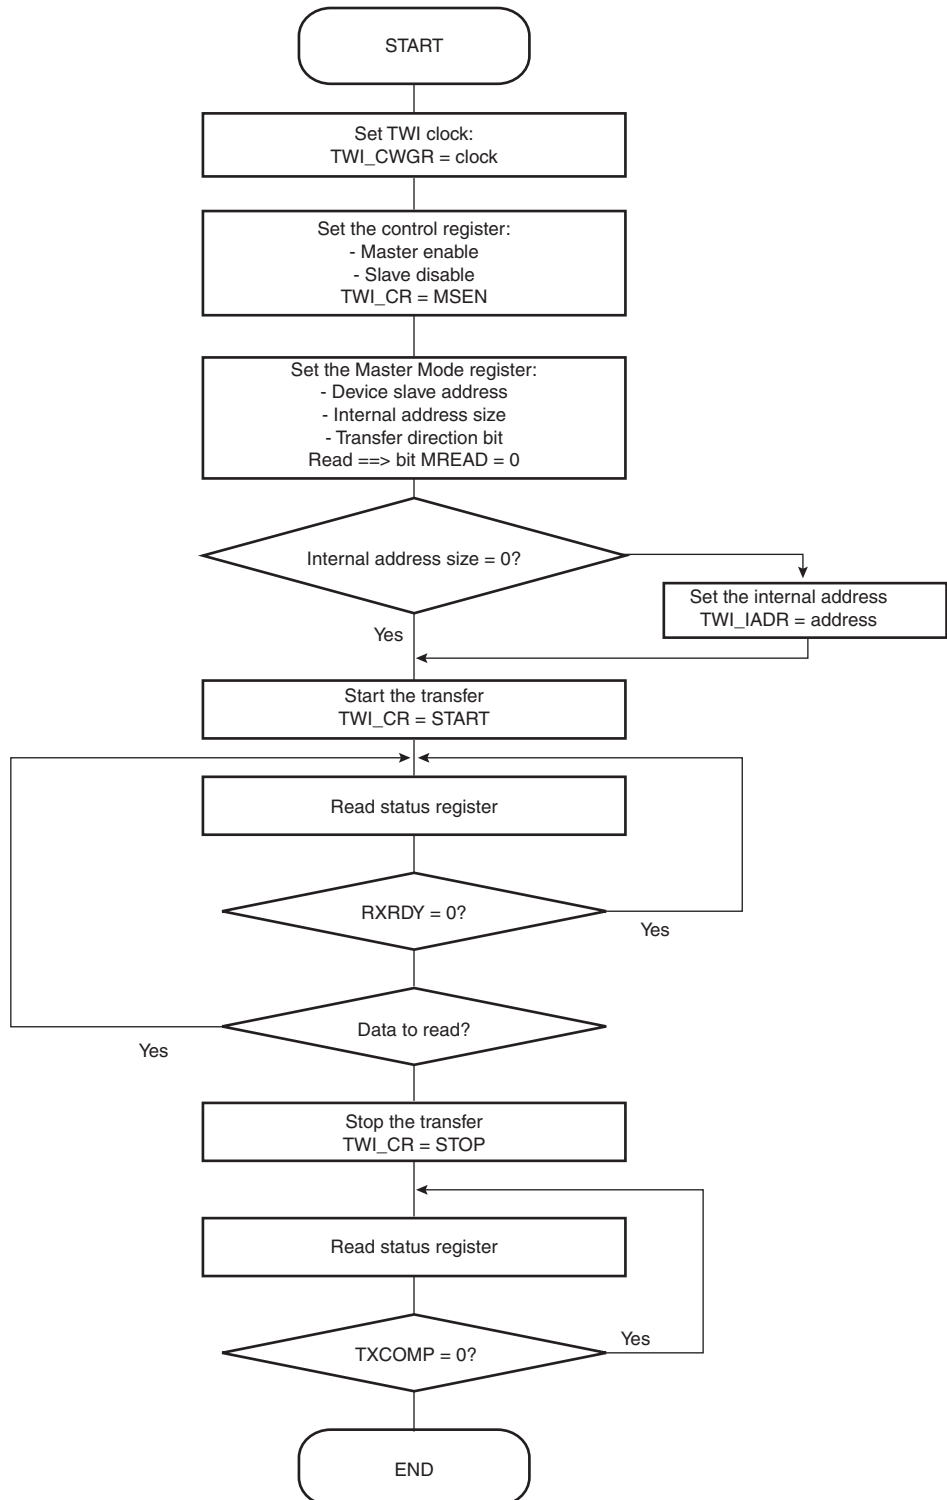 START
Set TWI clock:
TWI_CWGR = clock
Set the control register:
- Master enable
- Slave disable
TWI_CR = MSEN
Set the Master Mode register:
- Device slave address
- Internal address size
- Transfer direction bit
Read ==> bit MREAD = 0
Internal address size = 0?
Set the internal address
TWI_IADR = address
Yes
Start the transfer
TWI_CR = START
Read status register
RXRDY = 0?
Yes
Data to read?
Yes
Stop the transfer
TWI_CR = STOP
Read status register
TXCOMP = 0?
Yes
END